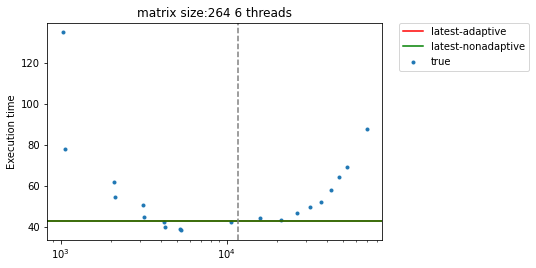 matrix size:264 6 threads
latest-adaptive
latest-nonadaptive
true
Execution time
120
100
80
60
40
10³
10⁴